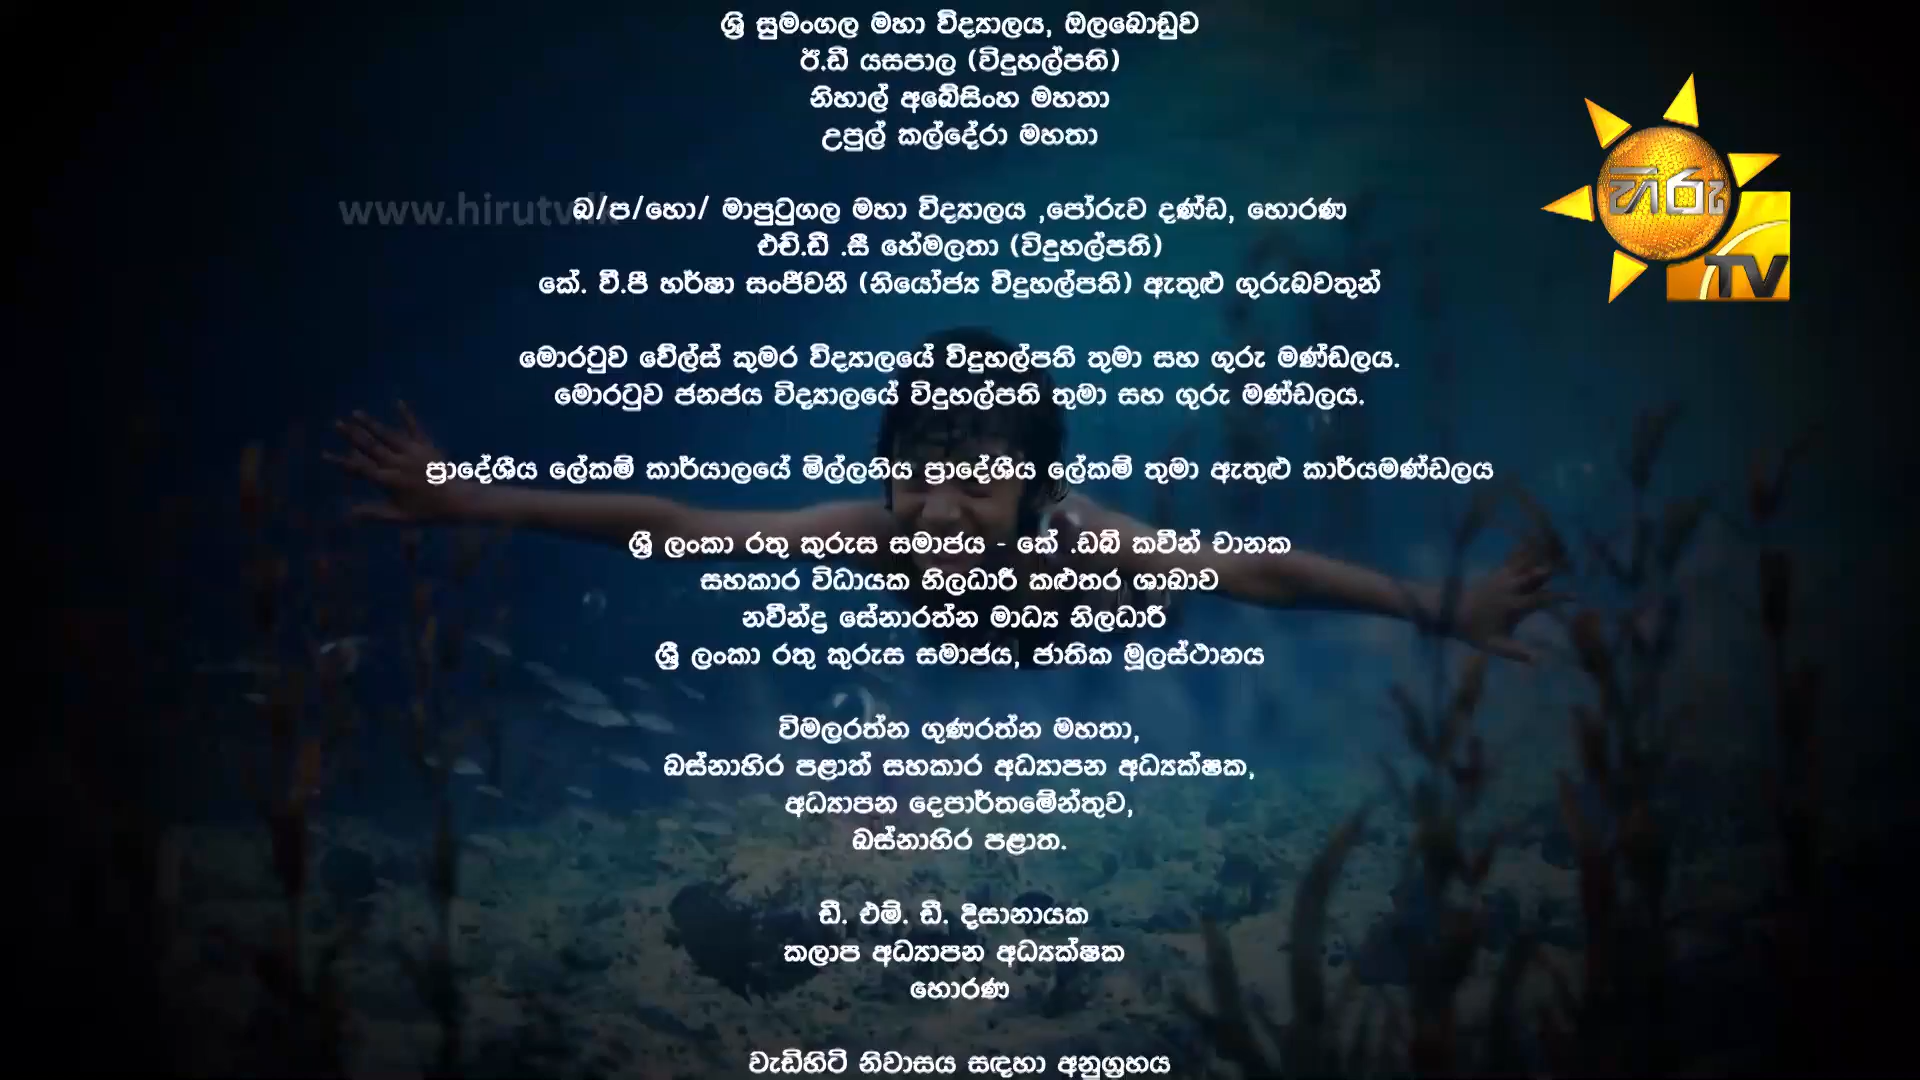 ශ්‍රි සුමංගල මහා විද්‍යාලය, ඔලබොඩුව
ඊ.ඩී යසපාල (විදුහල්පති)
නිහාල් අබේසිංහ මහතා
උපුල් කල්දේරා මහතා
හිරු
TV
www.hirutv.lk
බ/ප/හො/ මාපුටුගල මහා විද්‍යාලය ,පෝරුව දණ්ඩ, හොරණ
එච්.ඩී .සී හේමලතා (විදුහල්පති)
කේ. වී.පී හර්ෂා සංජීවනී (නියෝජ්‍ය විදුහල්පති) ඇතුළු ගුරුබවතුන්
මොරටුව වේල්ස් කුමර විද්‍යාලයේ විදුහල්පති තුමා සහ ගුරු මණ්ඩලය.
මොරටුව ජනජය විද්‍යාලයේ විදුහල්පති තුමා සහ ගුරු මණ්ඩලය.
ප්‍රාදේශීය ලේකම් කාර්යාලයේ මිල්ලනිය ප්‍රාදේශීය ලේකම් තුමා ඇතුළු කාර්යමණ්ඩලය
ශ්‍රී ලංකා රතු කුරුස සමාජය - කේ .ඩබ් කවීන් චානක
සහකාර විධායක නිලධාරී කළුතර ශාඛාව
නවීන්ද්‍ර සේනාරත්න මාධ්‍ය නිලධාරී
ශ්‍රී ලංකා රතු කුරුස සමාජය, ජාතික මූලස්ථානය
විමලරත්න ගුණරත්න මහතා,
බස්නාහිර පළාත් සහකාර අධ්‍යාපන අධ්‍යක්ෂක,
අධ්‍යාපන දෙපාර්තමේන්තුව,
බස්නාහිර පළාත.
ඩී. එම්. ඩී. දිසානායක
කලාප අධ්‍යාපන අධ්‍යක්ෂක
හොරණ
වැඩිහිටි නිවාසය සඳහා අනුග්‍රහය